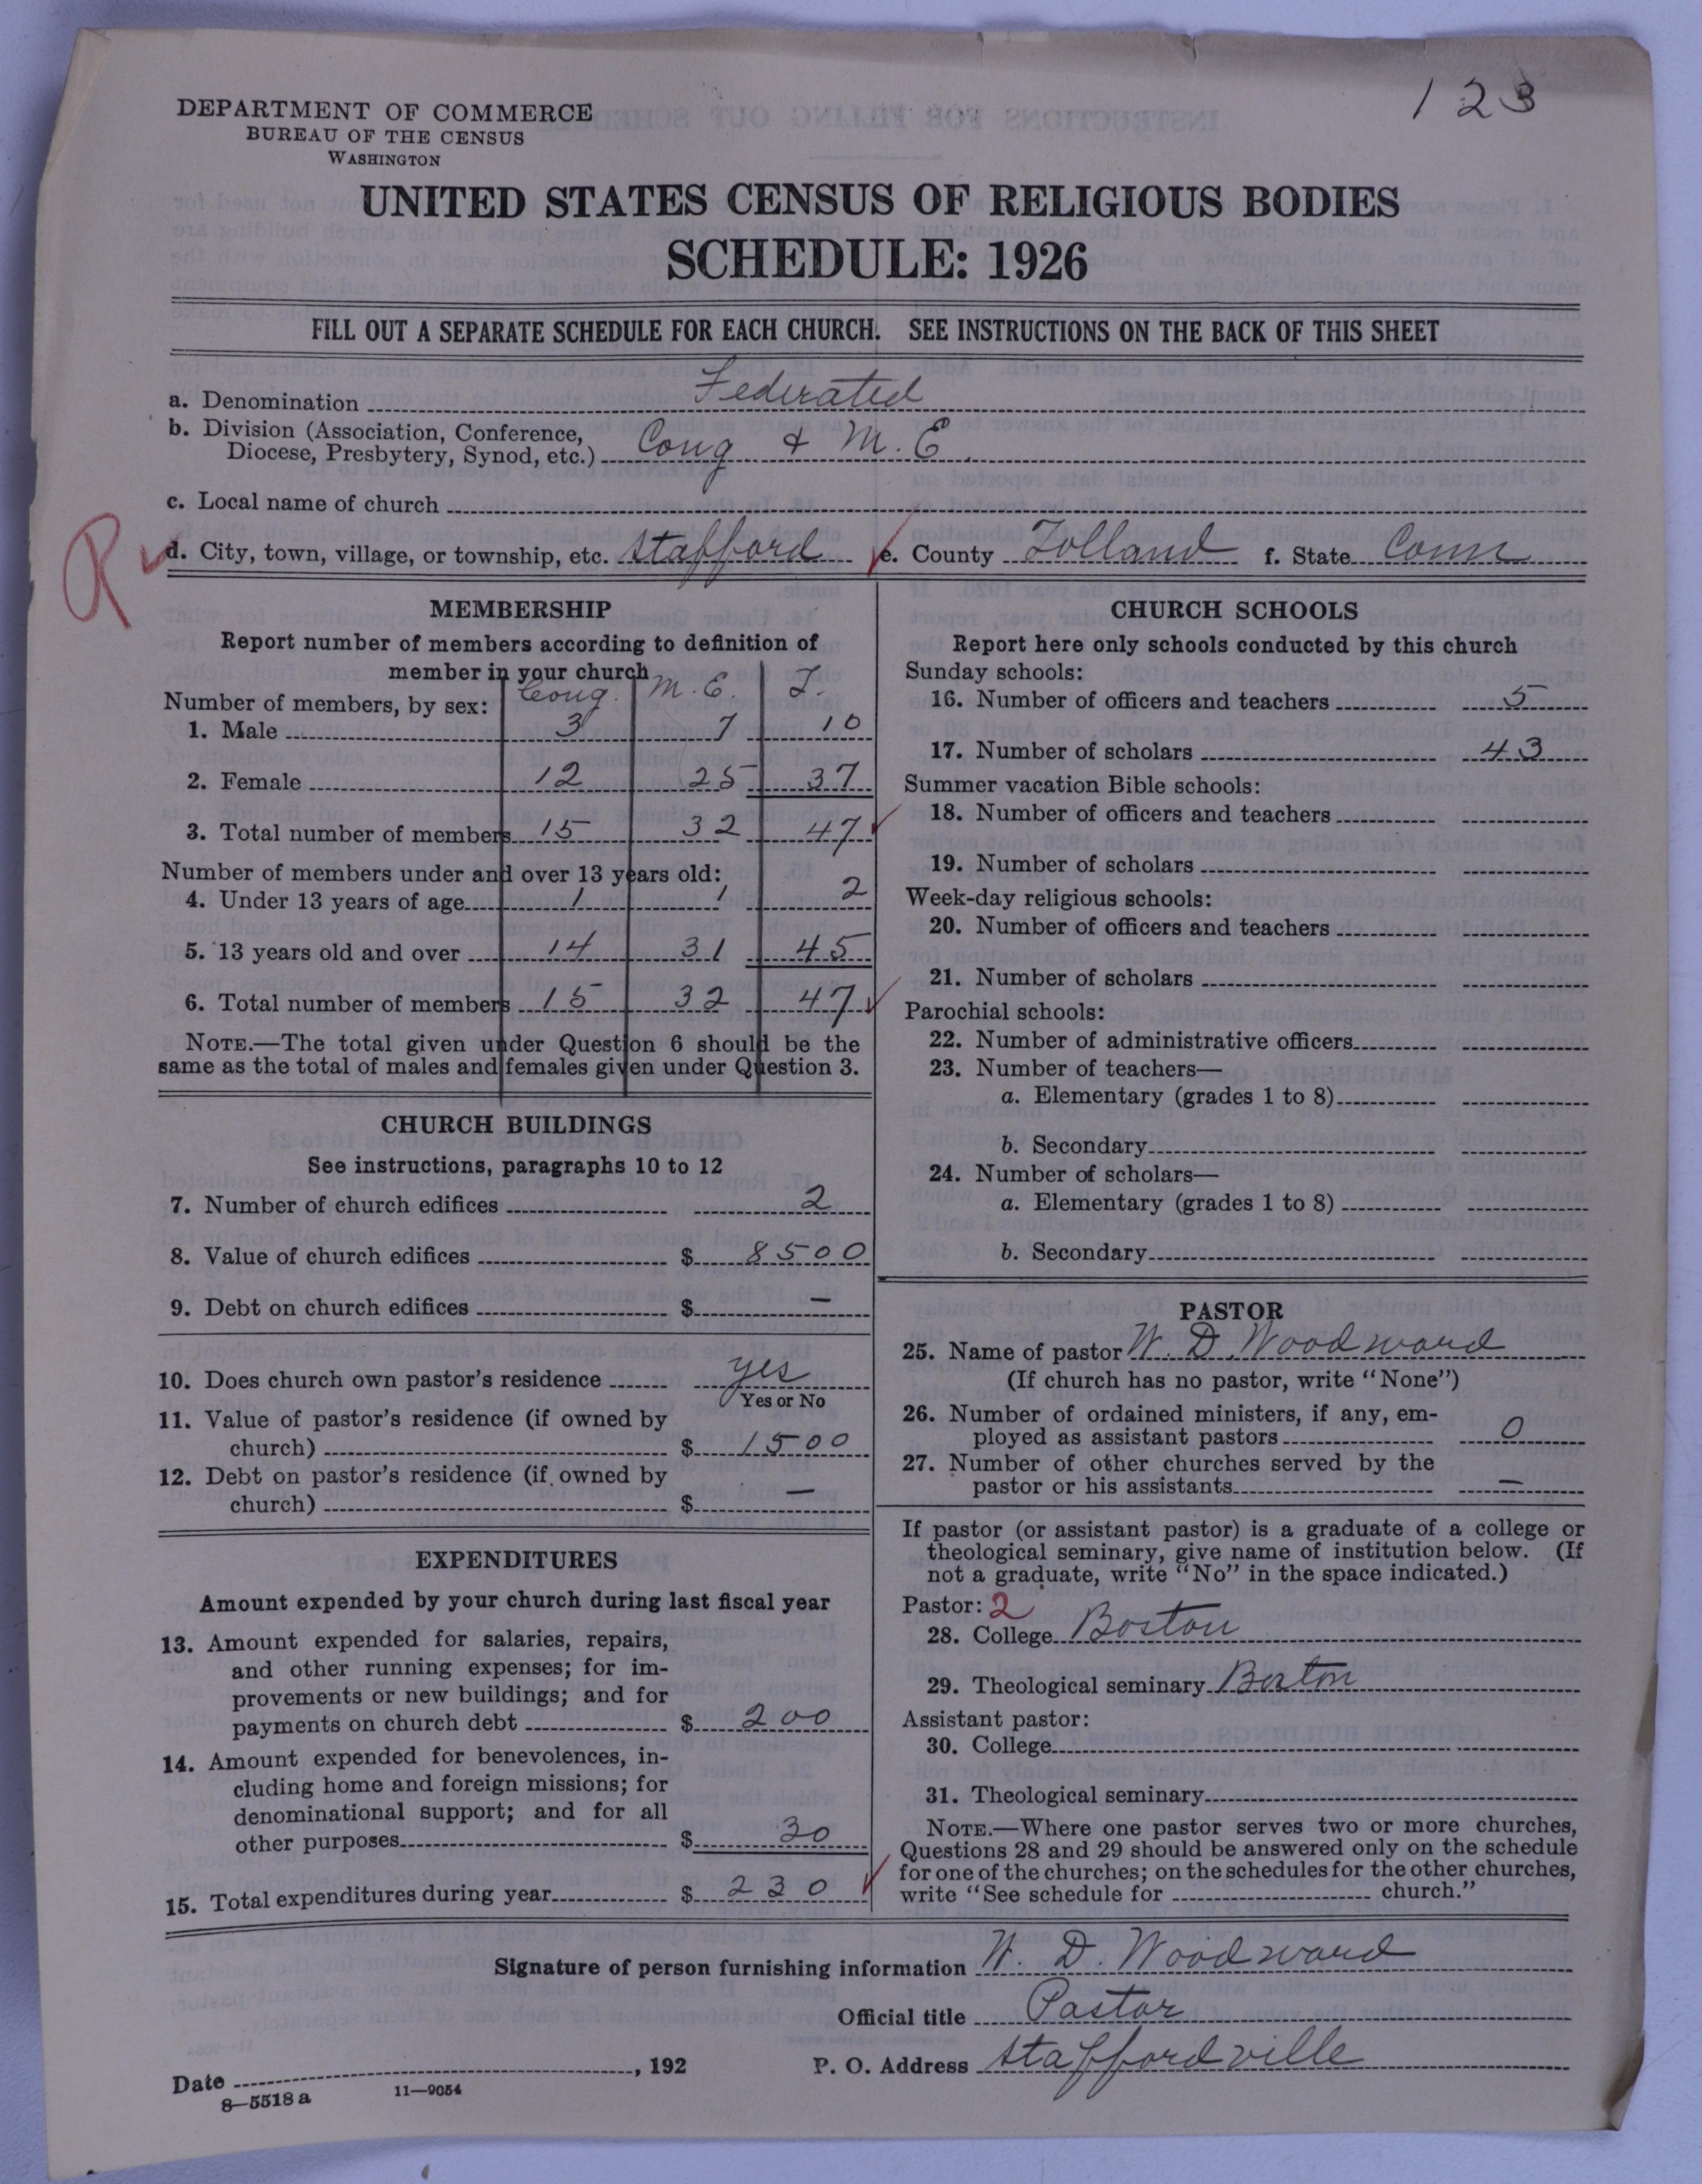 123
DEPARTMENT OF COMMERCE
BUREAU OF THE CENSUS
WASHINGTON
UNITED STATES CENSUS OF RELIGIOUS BODIES
SCHEDULE: 1926
FILL OUT A SEPARATE SCHEDULE FOR EACH CHURCH. SEE INSTRUCTIONS ON THE BACK OF THIS SHEET
a. Denomination Federated
b. Division (Association, Conference,
Diocese, Presbytery, Synod, etc.) Cong & M. E.
c. Local name of church
R
d. City, town, village, or township, etc. Stafford e. County Tolland f. State Conn
MEMBERSHIP
Report number of members according to definition of
member in your church
Cong. M. E. T.
Number of members, by sex:
1. Male 3 7 10
2. Female 12 25 37
3. Total number of members 15 32 47
Number of members under and over 13 years old:
4. Under 13 years of age 1 1 2
5. 13 years old and over 14 31 45
6. Total number of members 15 32 47
NOTE.—The total given under Question 6 should be the
same as the total of males and females given under Question 3.
CHURCH BUILDINGS
See instructions, paragraphs 10 to 12
7. Number of church edifices 2
8. Value of church edifices $ 8500
9. Debt on church edifices $ —
10. Does church own pastor's residence yes
Yes or No
11. Value of pastor's residence (if owned by
church) $ 1500
12. Debt on pastor's residence (if owned by
church) $ —
EXPENDITURES
Amount expended by your church during last fiscal year
13. Amount expended for salaries, repairs,
and other running expenses; for im-
provements or new buildings; and for
payments on church debt $ 200
14. Amount expended for benevolences, in-
cluding home and foreign missions; for
denominational support; and for all
other purposes $ 30
15. Total expenditures during year $ 230
CHURCH SCHOOLS
Report here only schools conducted by this church
Sunday schools:
16. Number of officers and teachers 5
17. Number of scholars 43
Summer vacation Bible schools:
18. Number of officers and teachers
19. Number of scholars
Week-day religious schools:
20. Number of officers and teachers
21. Number of scholars
Parochial schools:
22. Number of administrative officers
23. Number of teachers—
a. Elementary (grades 1 to 8)
b. Secondary
24. Number of scholars—
a. Elementary (grades 1 to 8)
b. Secondary
PASTOR
25. Name of pastor W. D. Woodward
(If church has no pastor, write "None")
26. Number of ordained ministers, if any, em-
ployed as assistant pastors 0
27. Number of other churches served by the
pastor or his assistants —
If pastor (or assistant pastor) is a graduate of a college or
theological seminary, give name of institution below. (If
not a graduate, write "No" in the space indicated.)
Pastor: 2
28. College Boston
29. Theological seminary Boston
Assistant pastor:
30. College
31. Theological seminary
NOTE.—Where one pastor serves two or more churches,
Questions 28 and 29 should be answered only on the schedule
for one of the churches; on the schedules for the other churches,
write "See schedule for church."
Signature of person furnishing information W. D. Woodward
Official title Pastor
Date , 192 P. O. Address Staffordville
8—5518 a 11—9054